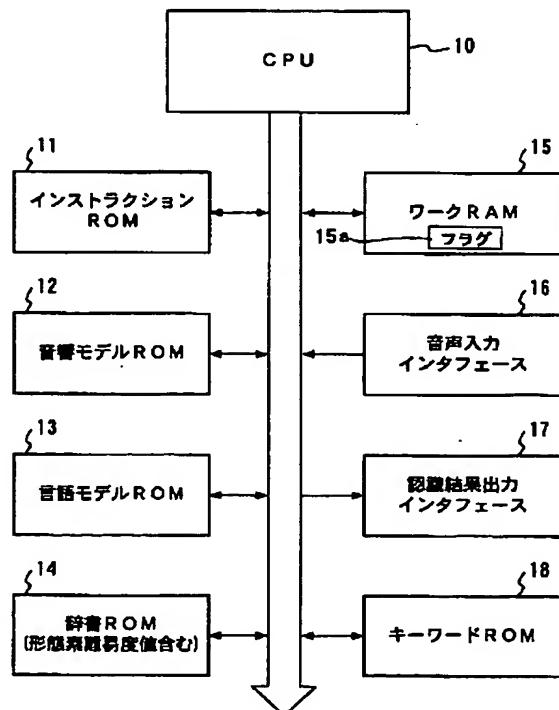 10
CPU
11
インストラクション
ROM
15
ワークRAM
15a
フラグ
12
音響モデルROM
16
音声入力
インタフェース
13
言語モデルROM
17
認識結果出力
インタフェース
14
辞書ROM
(形態素難易度値含む)
18
キーワードROM